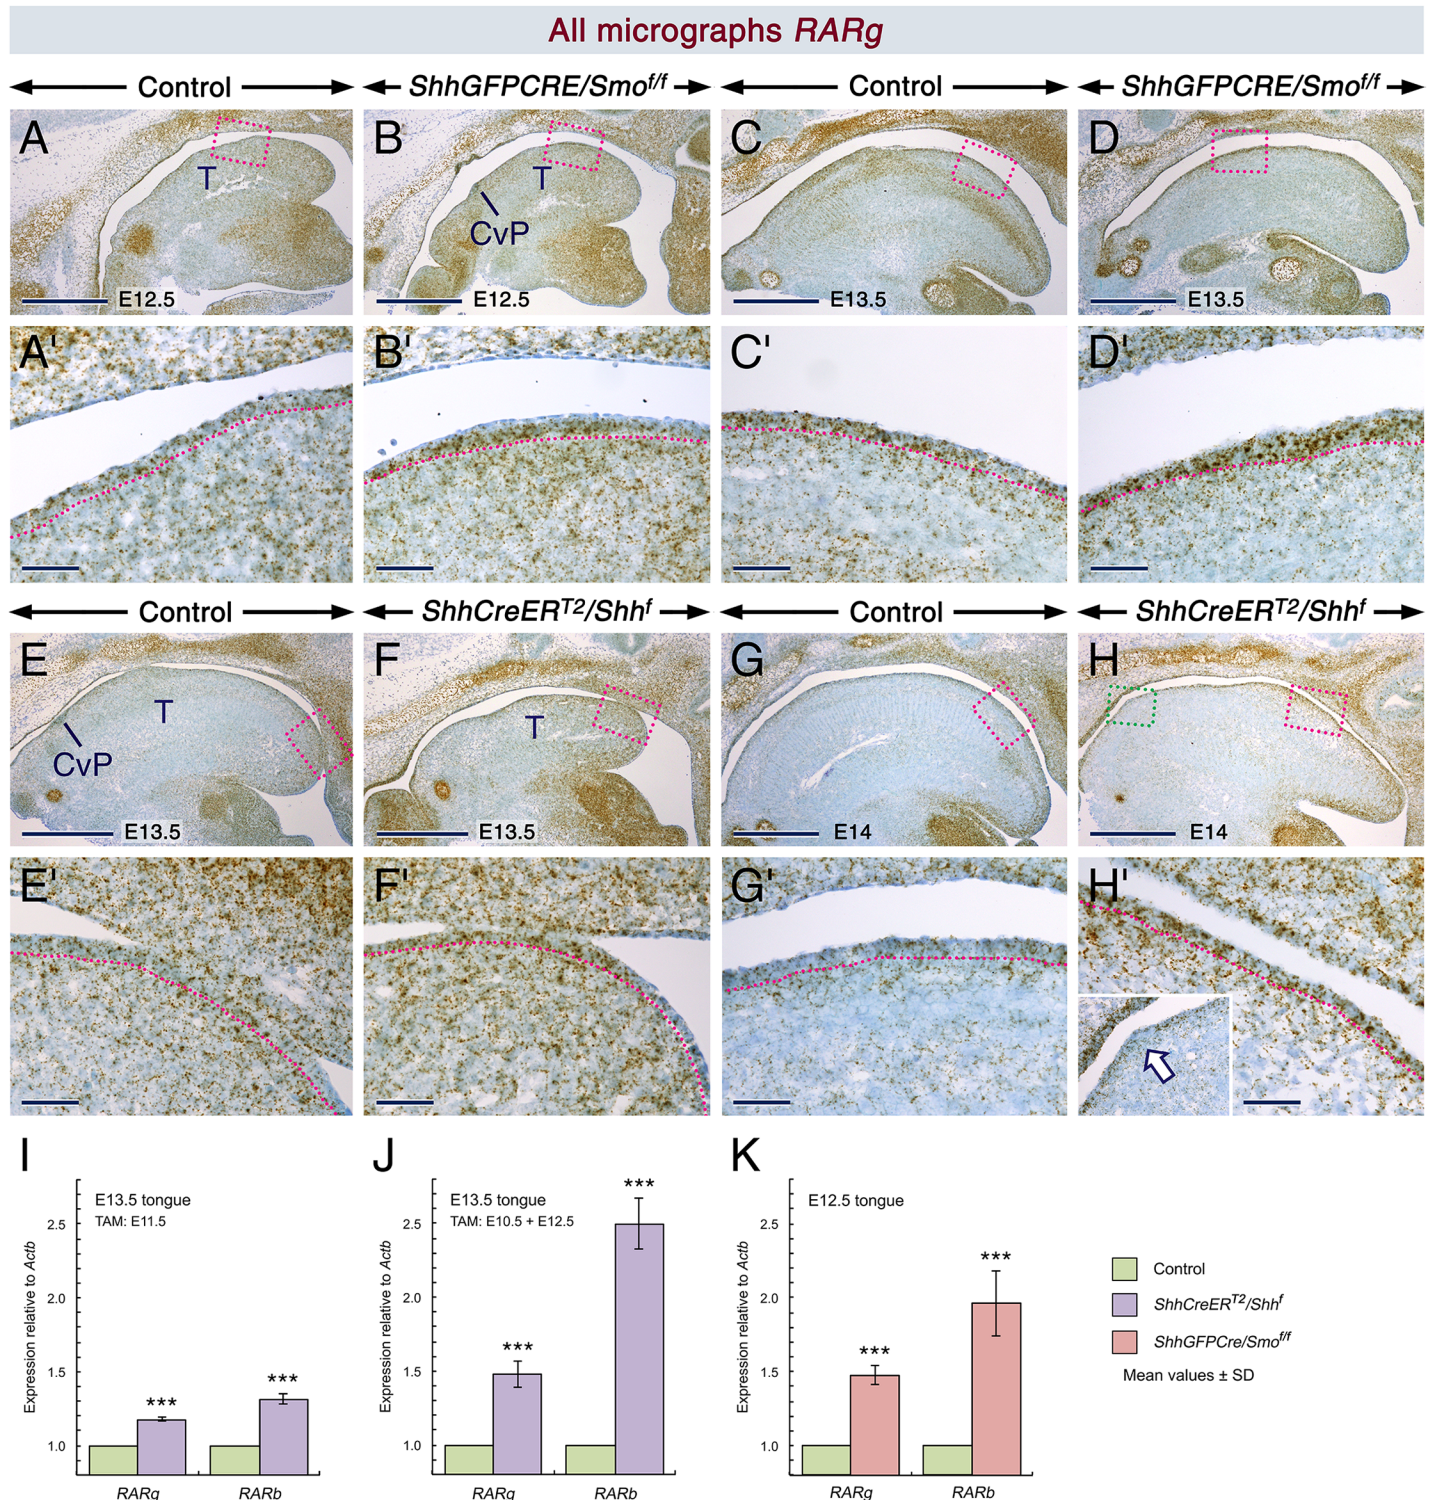 All micrographs RARg
Control
ShhGFPCRE/Smof/f
Control
ShhGFPCRE/Smof/f
A
T
E12.5
B
T
CvP
E12.5
C
E13.5
D
E13.5
A'
B'
C'
D'
Control
ShhCreERT2/Shhf
Control
ShhCreERT2/Shhf
E
T
CvP
E13.5
F
T
E13.5
G
E14
H
E14
E'
F'
G'
H'
I
E13.5 tongue
TAM: E11.5
Expression relative to Actb
2.5
2.0
1.5
1.0
***
***
RARg
RARb
J
E13.5 tongue
TAM: E10.5 + E12.5
Expression relative to Actb
2.5
2.0
1.5
1.0
***
***
RARg
RARb
K
E12.5 tongue
Expression relative to Actb
2.5
2.0
1.5
1.0
***
***
RARg
RARb
Control
ShhCreERT2/Shhf
ShhGFPCre/Smof/f
Mean values ± SD